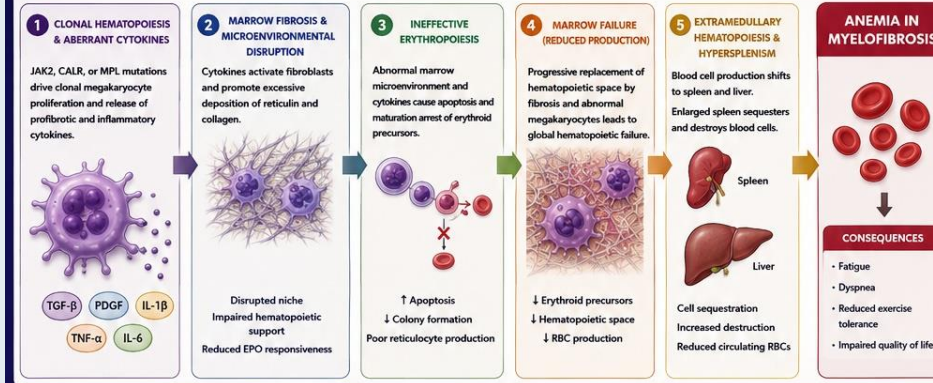 1 CLONAL HEMATOPOIESIS
& ABERRANT CYTOKINES
JAK2, CALR, or MPL mutations
drive clonal megakaryocyte
proliferation and release of
profibrotic and inflammatory
cytokines.
TGF-β PDGF IL-1β
TNF-α IL-6
2 MARROW FIBROSIS &
MICROENVIRONMENTAL
DISRUPTION
Cytokines activate fibroblasts
and promote excessive
deposition of reticulin and
collagen.
Disrupted niche
Impaired hematopoietic
support
Reduced EPO responsiveness
3 INEFFECTIVE
ERYTHROPOIESIS
Abnormal marrow
microenvironment and
cytokines cause apoptosis and
maturation arrest of erythroid
precursors.
↑ Apoptosis
↓ Colony formation
Poor reticulocyte production
4 MARROW FAILURE
(REDUCED PRODUCTION)
Progressive replacement of
hematopoietic space by
fibrosis and abnormal
megakaryocytes leads to
global hematopoietic failure.
↓ Erythroid precursors
↓ Hematopoietic space
↓ RBC production
5 EXTRAMEDULLARY
HEMATOPOIESIS &
HYPERSPLENISM
Blood cell production shifts
to spleen and liver.
Enlarged spleen sequesters
and destroys blood cells.
Spleen
Liver
Cell sequestration
Increased destruction
Reduced circulating RBCs
ANEMIA IN
MYELOFIBROSIS
CONSEQUENCES
• Fatigue
• Dyspnea
• Reduced exercise
tolerance
• Impaired quality of life